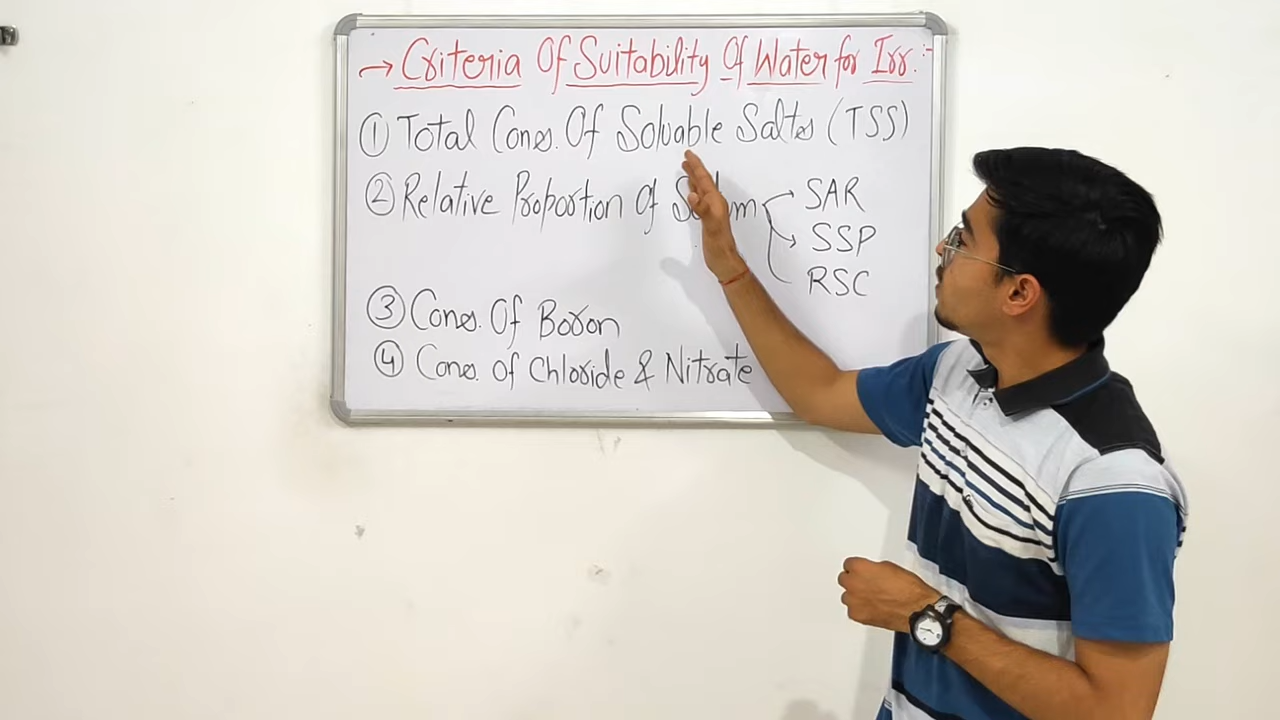 → Criteria Of Suitability Of Water for Irr. :-
① Total Conc. Of Soluable Salts (TSS)
② Relative Proportion Of SAR
SSP
RSC
③ Conc. Of Boron
④ Conc. of Chloride & Nitrate